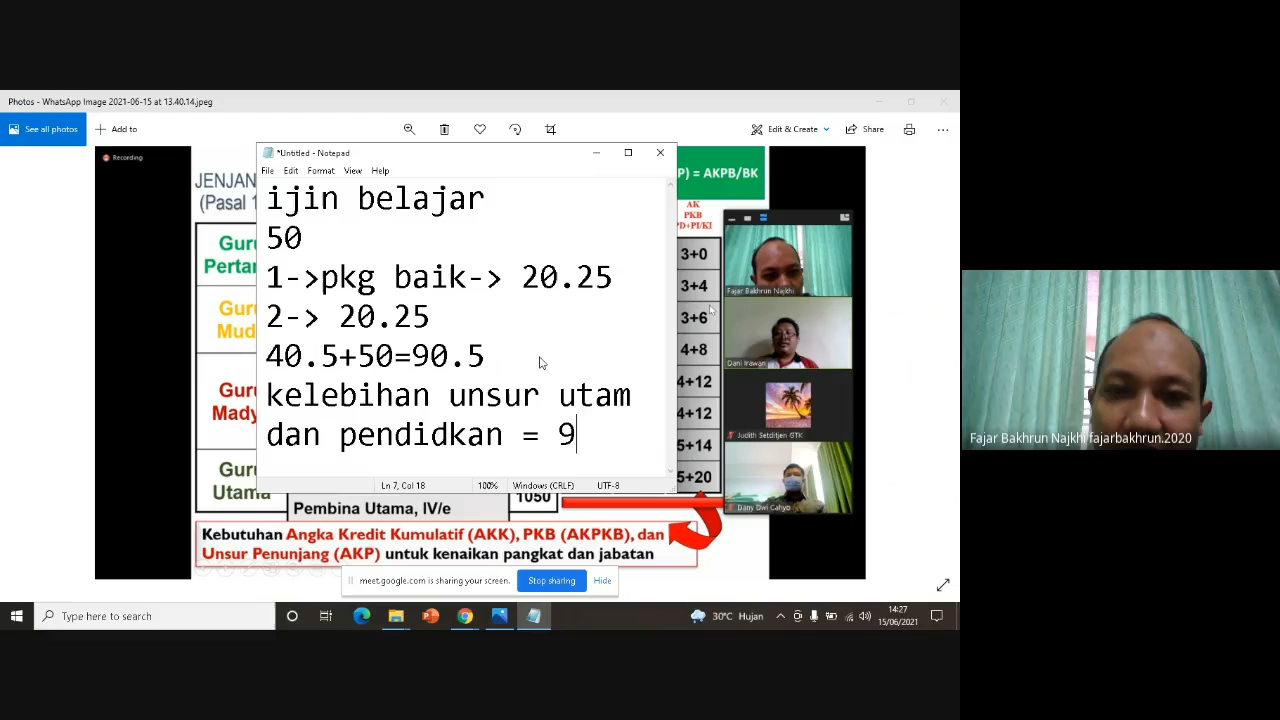 Photos - WhatsApp Image 2021-06-15 at 13.40.14.jpeg
See all photos
Add to
Edit & Create
Share
Recording
*Untitled - Notepad
File Edit Format View Help
ijin belajar
50
1->pkg baik-> 20.25
2-> 20.25
40.5+50=90.5
kelebihan unsur utam
dan pendidkan = 9
Ln 7, Col 18
100%
Windows (CRLF)
UTF-8
JENJAN
(Pasal 1
Guru
Pertan
Guru
Mud
Guru
Mady
Guru
Utama
Pembina Utama, IV/e
1050
P) = AKPB/BK
AK
PKB
PD+PI/KI
3+0
3+4
3+6
4+8
4+12
4+12
5+14
5+20
Fajar Bakhrun Najkhi
Dani Irawan
Judith Setditjen GTK
Dany Dwi Cahyo
Kebutuhan Angka Kredit Kumulatif (AKK), PKB (AKPKB), dan
Unsur Penunjang (AKP) untuk kenaikan pangkat dan jabatan
meet.google.com is sharing your screen.
Stop sharing
Hide
Type here to search
30°C Hujan
14:27
15/06/2021
Fajar Bakhrun Najkhi fajarbakhrun.2020